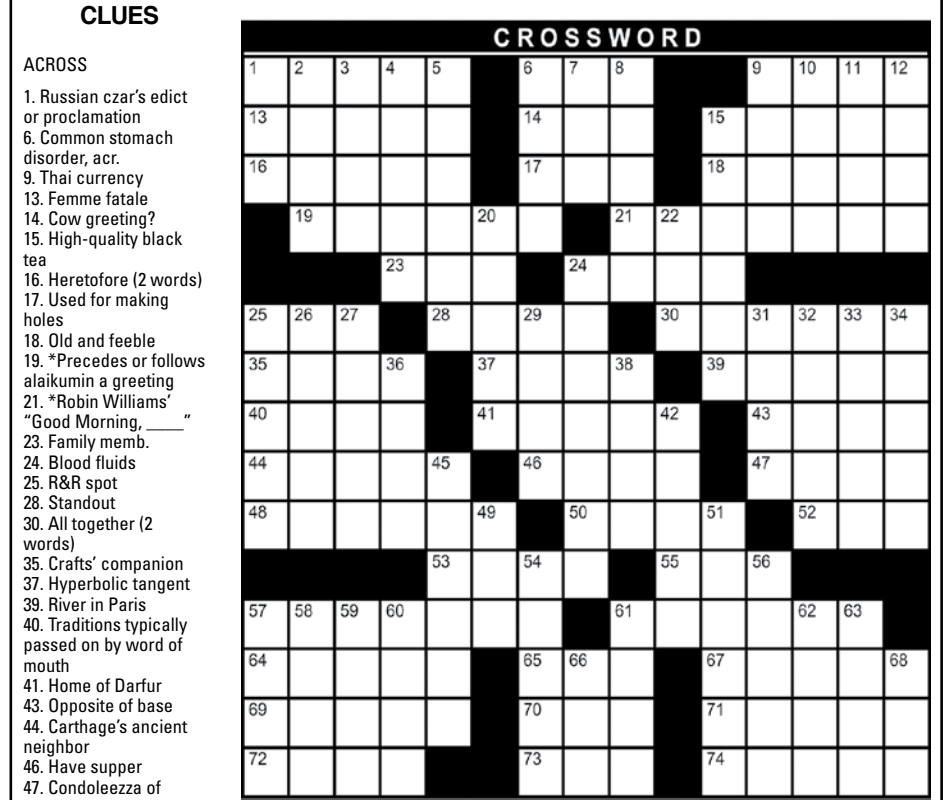 CLUES
ACROSS
1. Russian czar's edict
or proclamation
6. Common stomach
disorder, acr.
9. Thai currency
13. Femme fatale
14. Cow greeting?
15. High-quality black
tea
16. Heretofore (2 words)
17. Used for making
holes
18. Old and feeble
19. *Precedes or follows
alaikumin a greeting
21. *Robin Williams'
“Good Morning, ____”
23. Family memb.
24. Blood fluids
25. R&R spot
28. Standout
30. All together (2
words)
35. Crafts' companion
37. Hyperbolic tangent
39. River in Paris
40. Traditions typically
passed on by word of
mouth
41. Home of Darfur
43. Opposite of base
44. Carthage's ancient
neighbor
46. Have supper
47. Condoleezza of
CROSSWORD
1 2 3 4 5 6 7 8 9 10 11 12
13 14 15
16 17 18
19 20 21 22
23 24
25 26 27 28 29 30 31 32 33 34
35 36 37 38 39
40 41 42 43
44 45 46 47
48 49 50 51 52
53 54 55 56
57 58 59 60 61 62 63
64 65 66 67 68
69 70 71
72 73 74